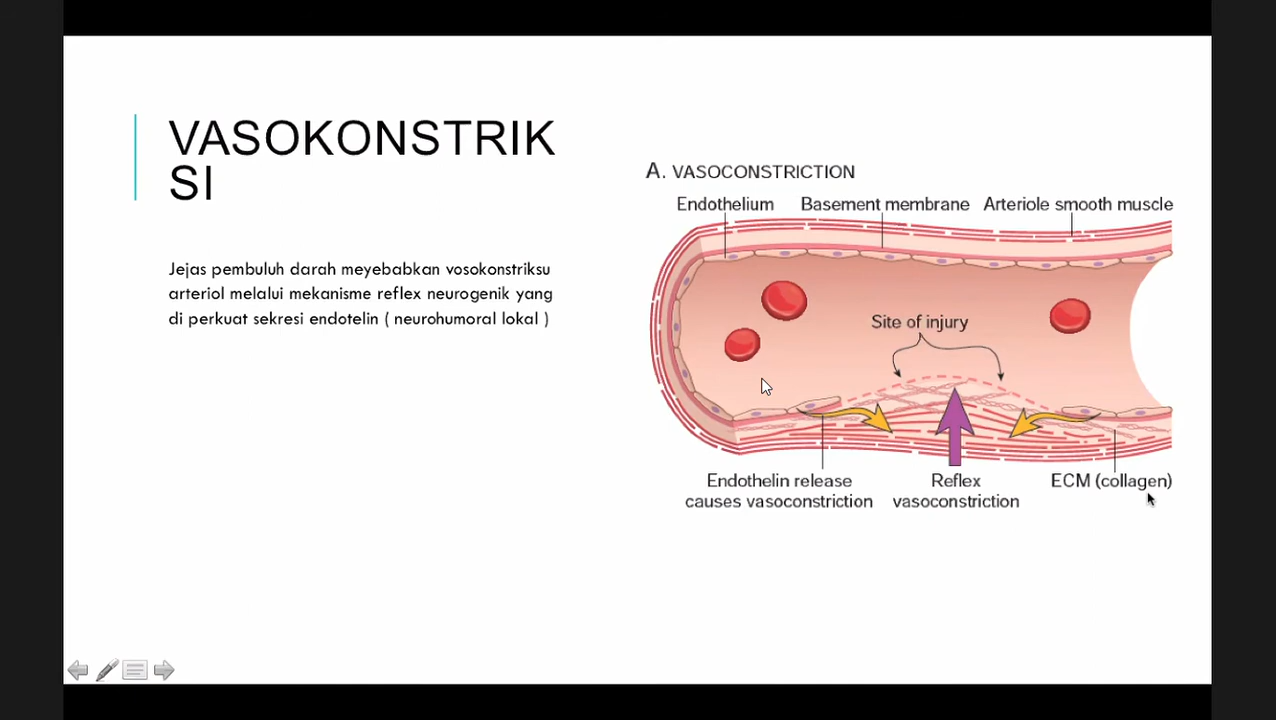 VASOKONSTRIK
SI
Jejas pembuluh darah meyebabkan vosokonstriksu
arteriol melalui mekanisme reflex neurogenik yang
di perkuat sekresi endotelin ( neurohumoral lokal )
A. VASOCONSTRICTION
Endothelium
Basement membrane
Arteriole smooth muscle
Site of injury
Endothelin release
causes vasoconstriction
Reflex
vasoconstriction
ECM (collagen)